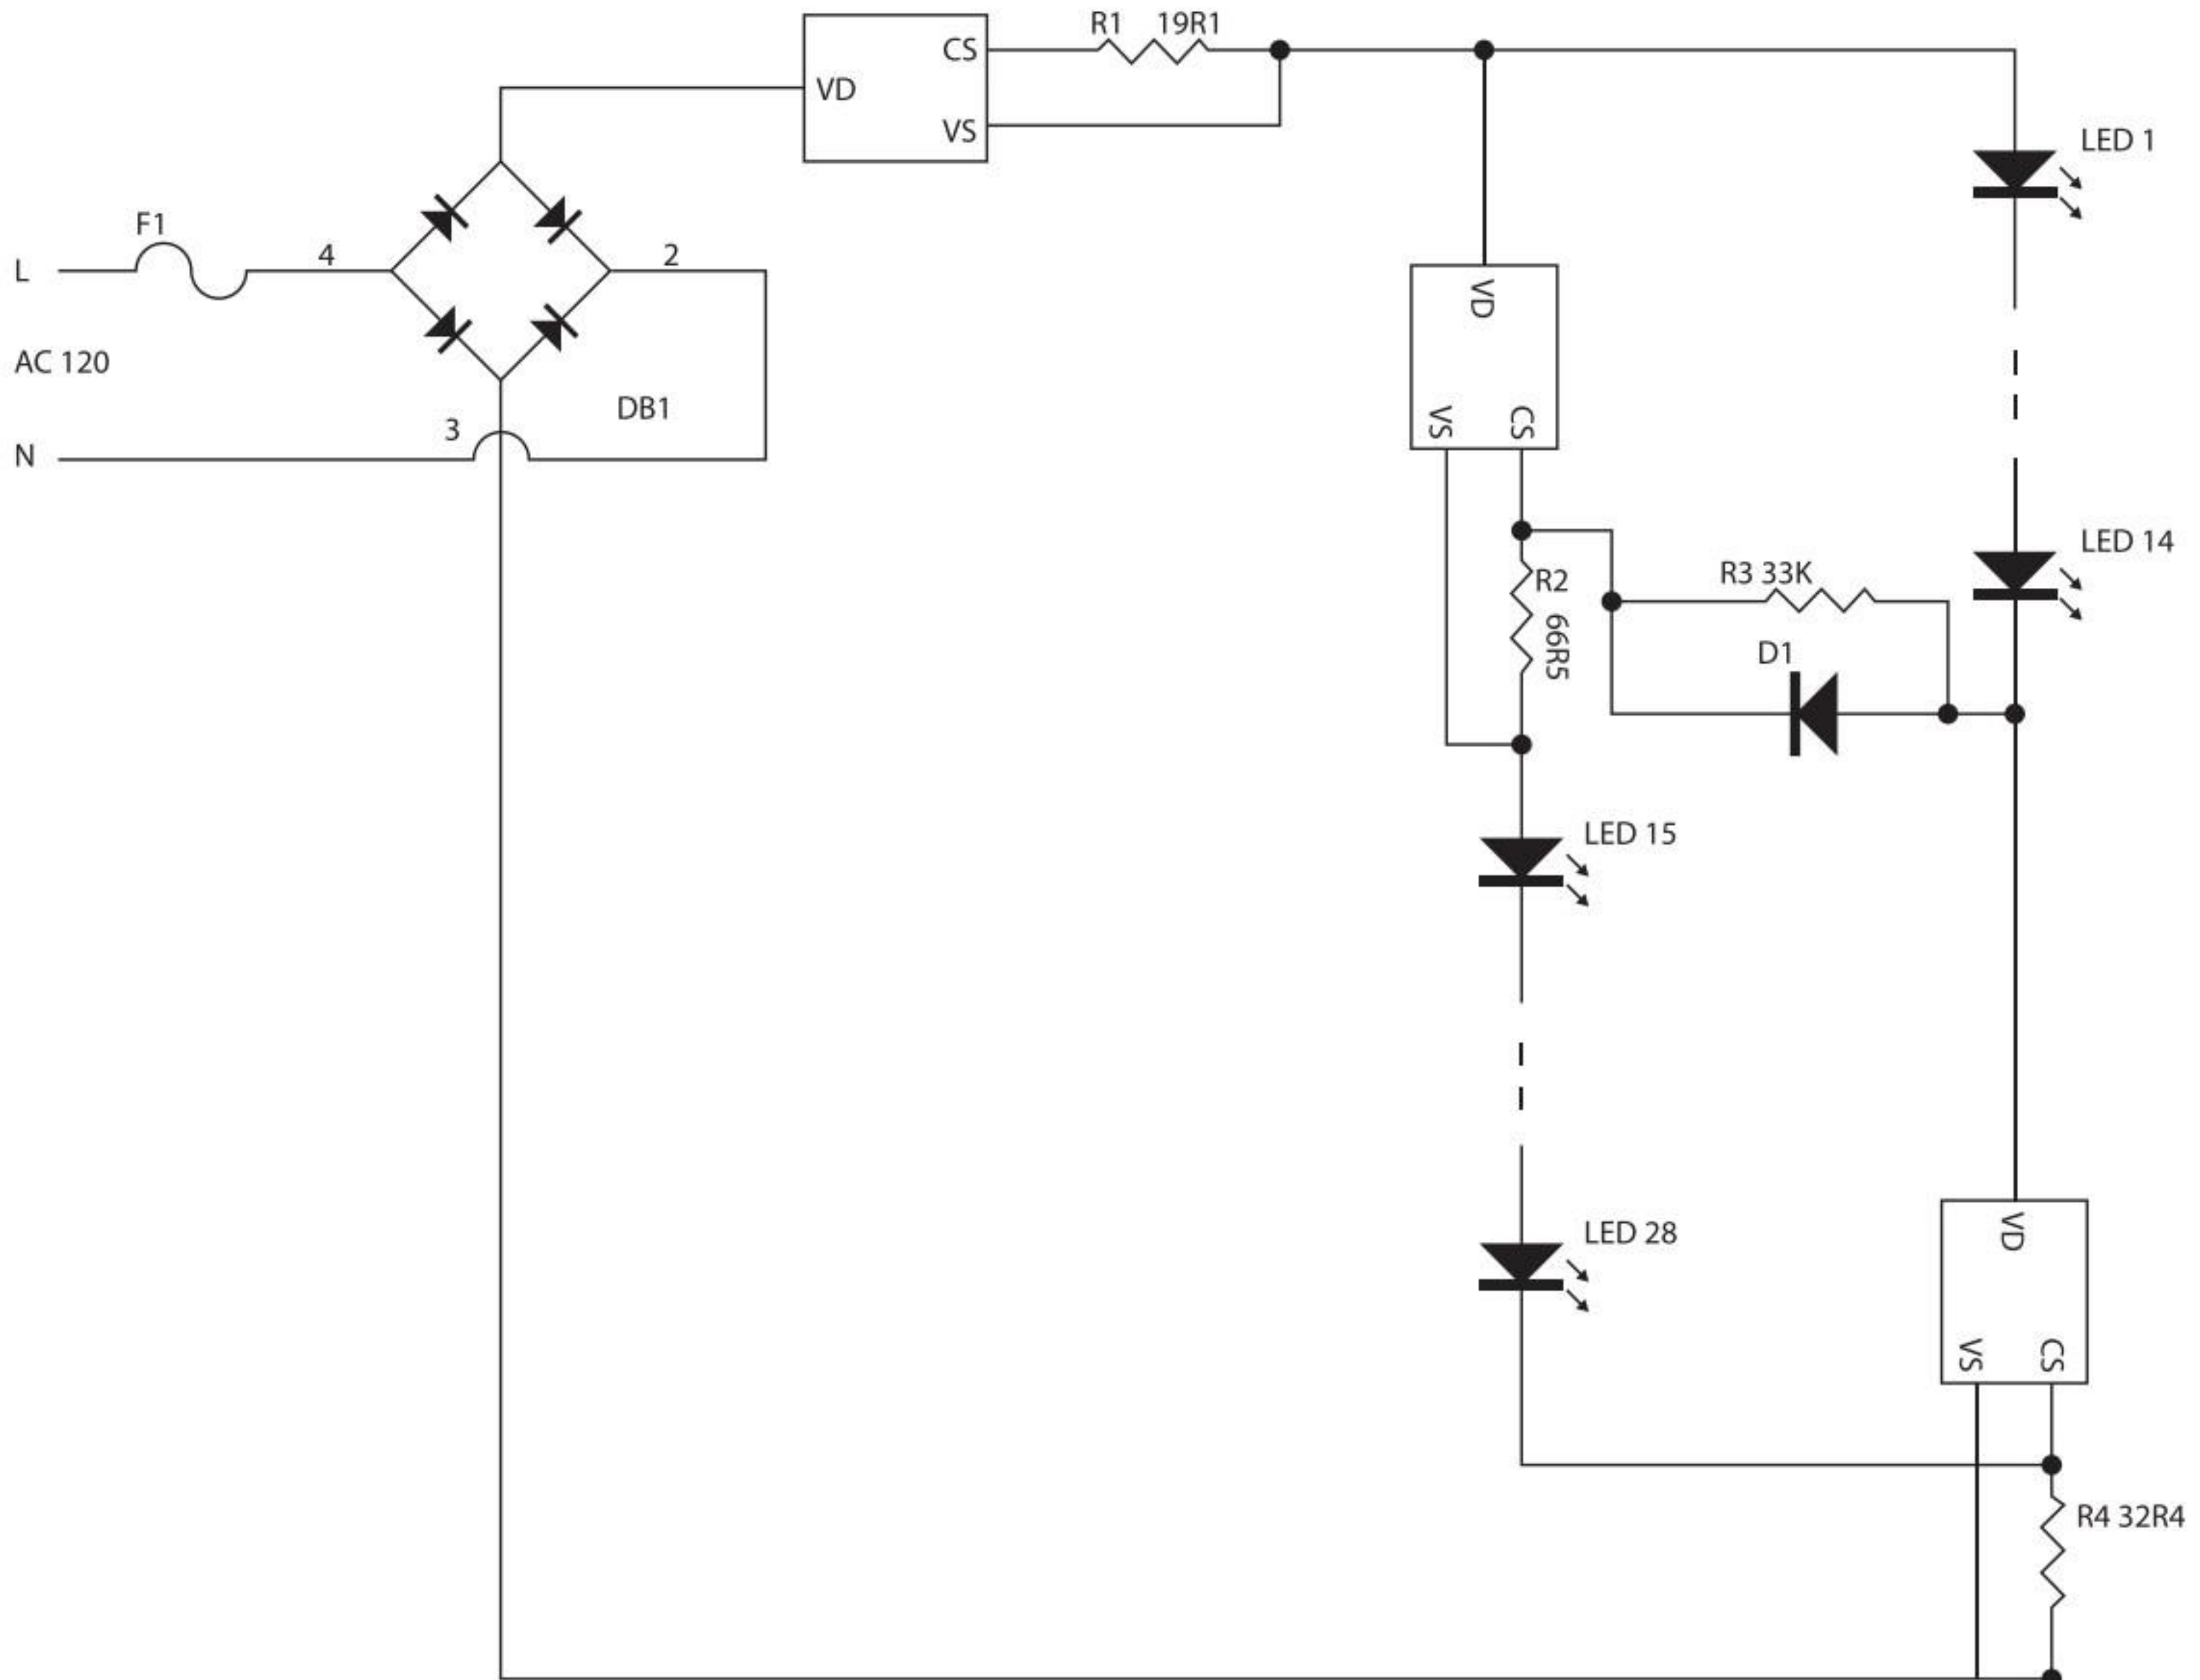 R1 19R1
CS
VD
VS
LED 1
F1
4
2
L
VD
AC 120
DB1
3
VS
CS
N
LED 14
R3 33K
R2
66R5
D1
LED 15
LED 28
VD
VS
CS
R4 32R4